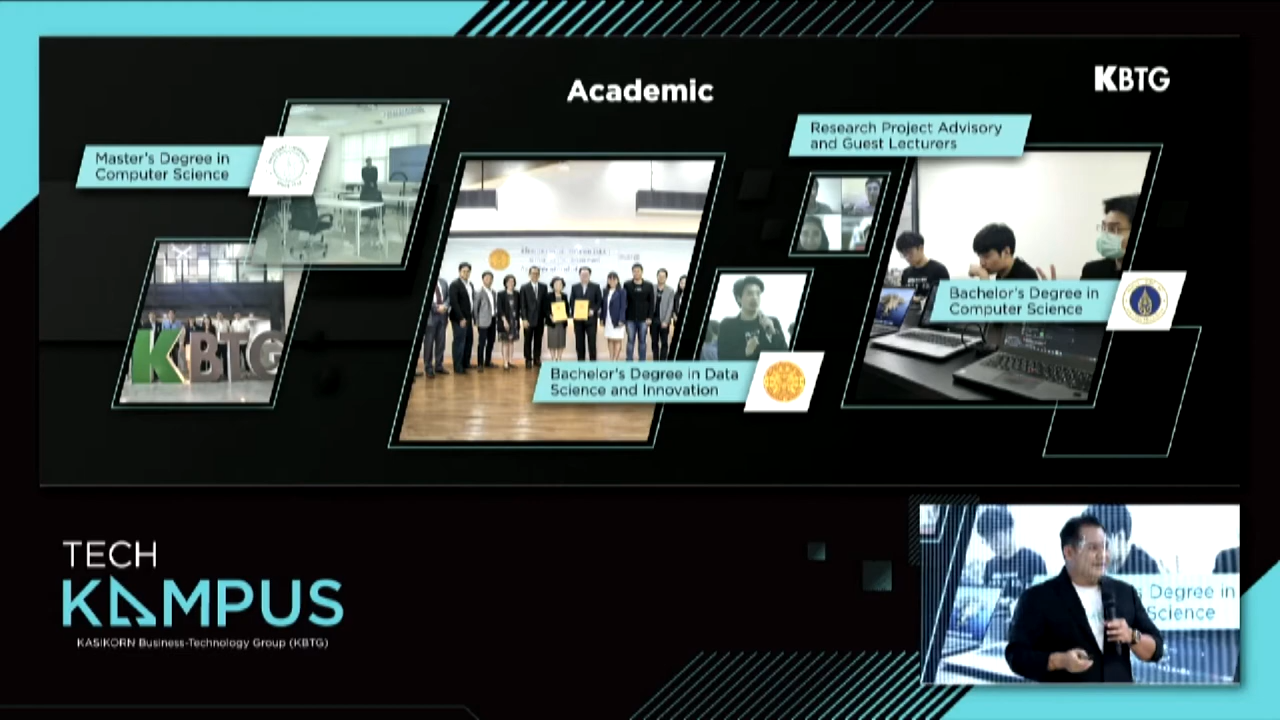 Academic
KBTG
Master's Degree in
Computer Science
Research Project Advisory
and Guest Lecturers
Bachelor's Degree in
Computer Science
KBTG
Bachelor's Degree in Data
Science and Innovation
TECH
KAMPUS
KASIKORN Business-Technology Group (KBTG)
Degree in
Science